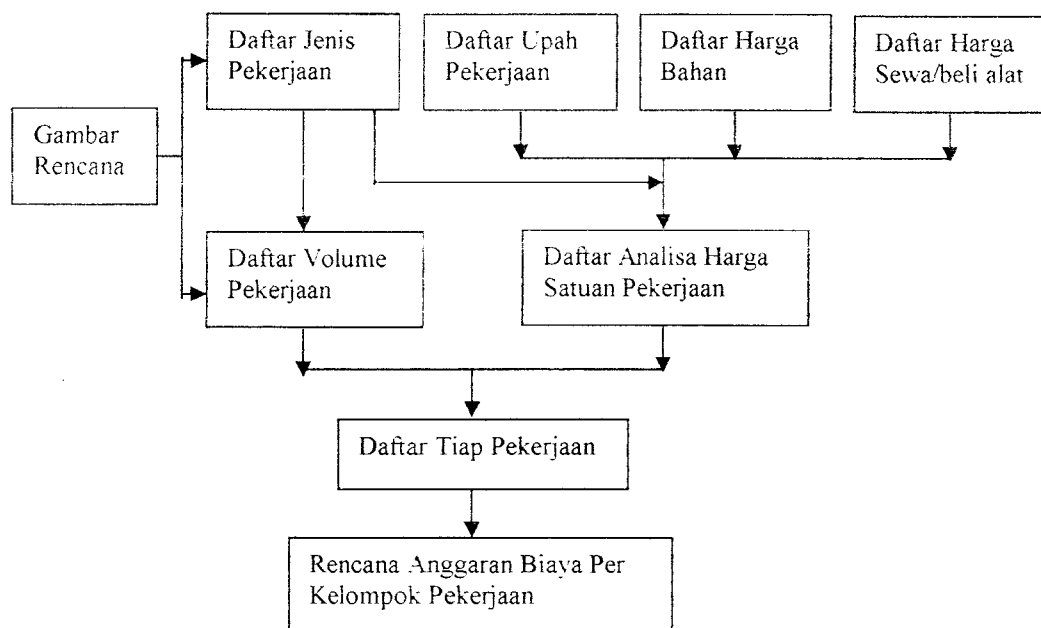 Gambar
Rencana
Daftar Jenis
Pekerjaan
Daftar Upah
Pekerjaan
Daftar Harga
Bahan
Daftar Harga
Sewa/beli alat
Daftar Volume
Pekerjaan
Daftar Analisa Harga
Satuan Pekerjaan
Daftar Tiap Pekerjaan
Rencana Anggaran Biaya Per
Kelompok Pekerjaan